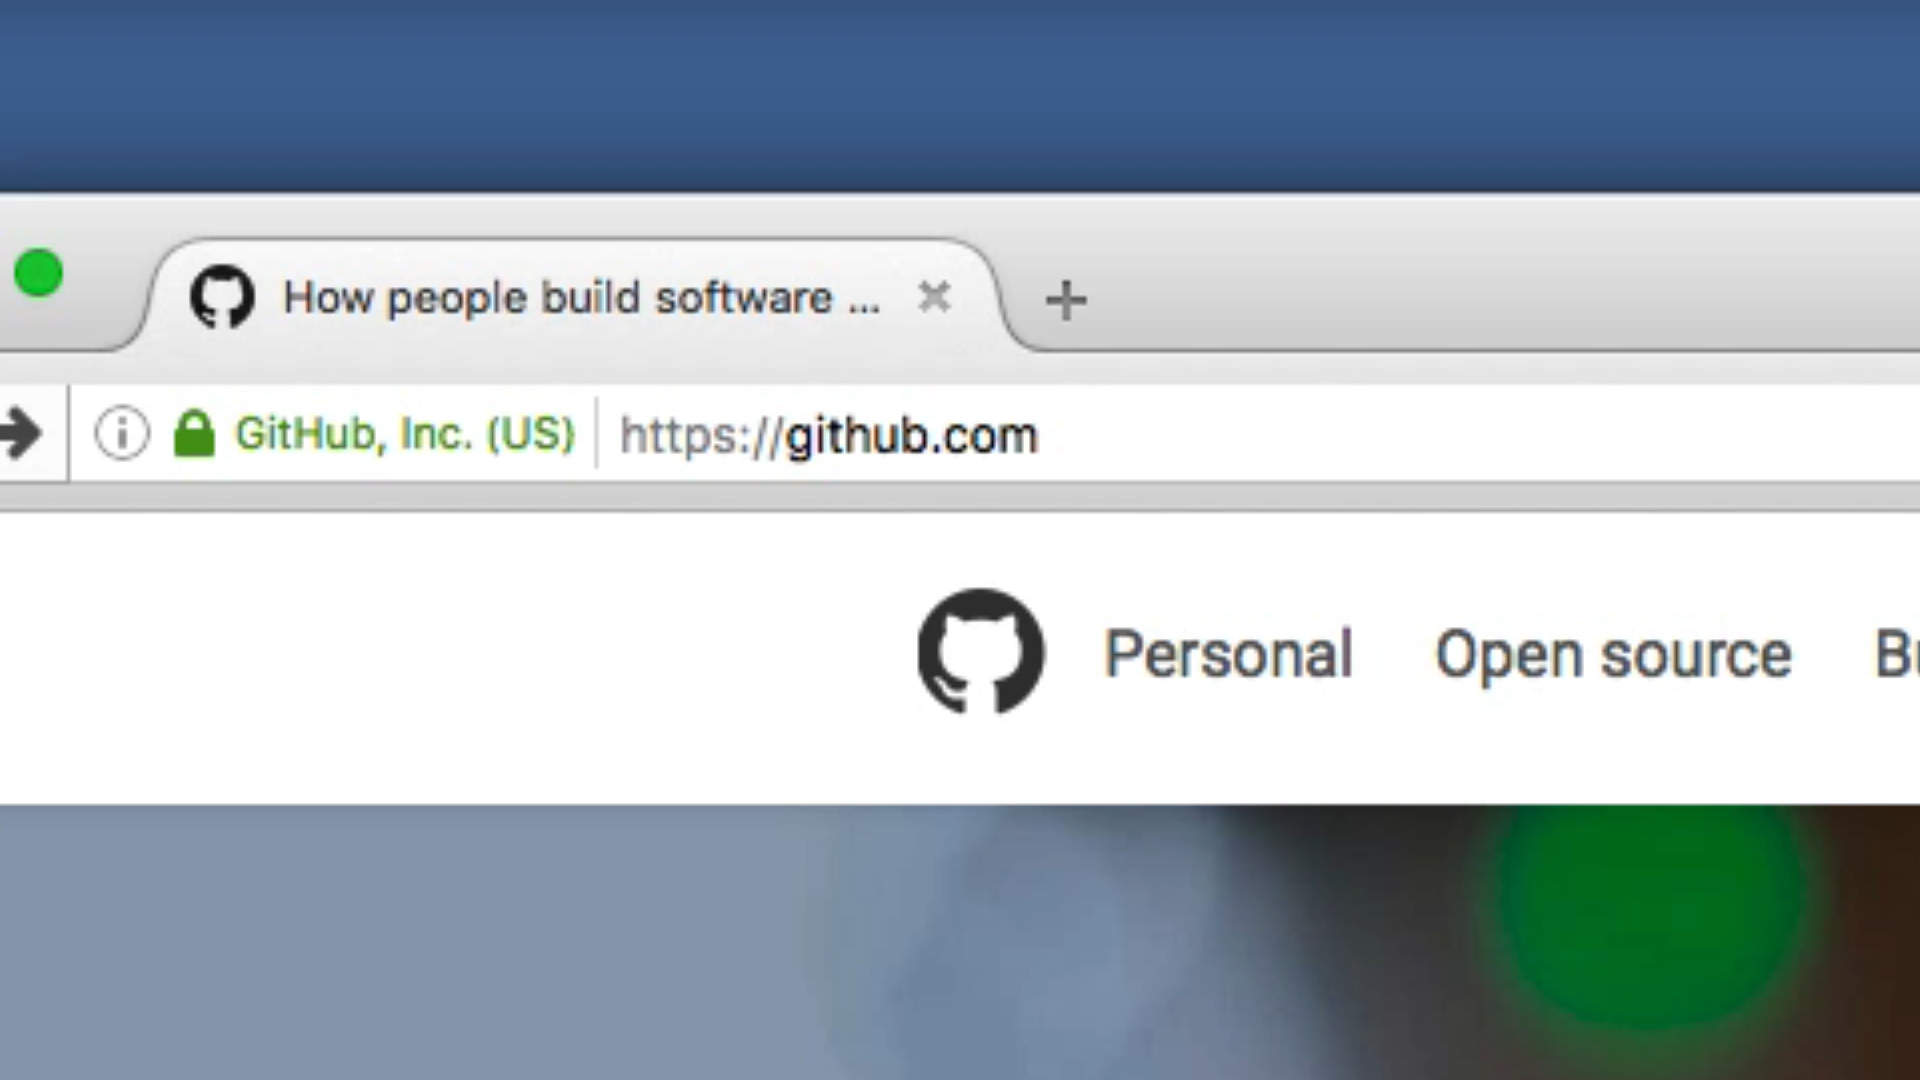 How people build software ...
GitHub, Inc. (US) https://github.com
Personal Open source